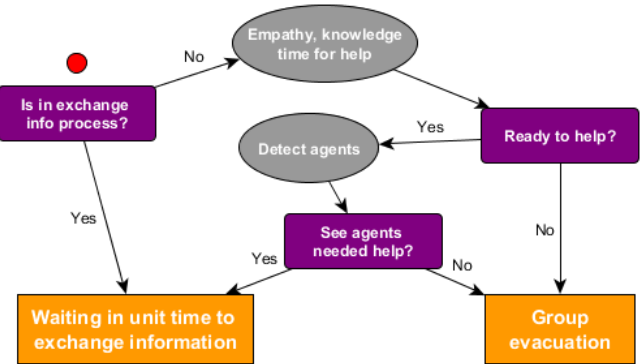 Empathy, knowledge
time for help
No
Is in exchange
info process?
Yes
Ready to help?
Detect agents
Yes
See agents
needed help?
No
Yes
No
Waiting in unit time to
exchange information
Group
evacuation